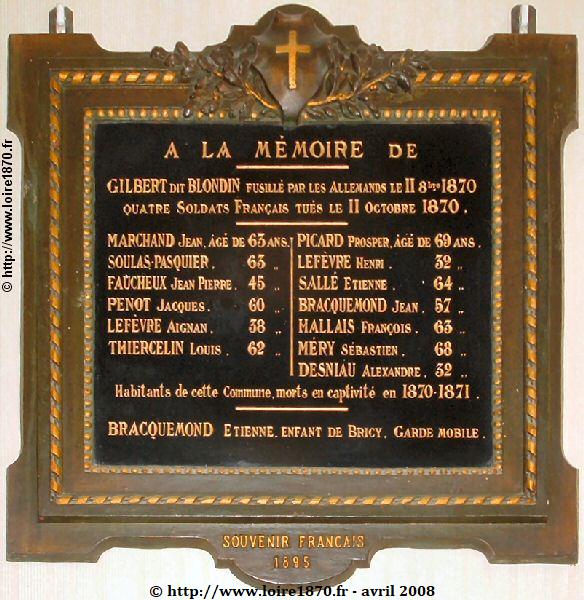 A LA MÉMOIRE DE
GILBERT DIT BLONDIN FUSILLÉ PAR LES ALLEMANDS LE II 8bre 1870
QUATRE SOLDATS FRANÇAIS TUÉS LE II OCTOBRE 1870.
MARCHAND JEAN, ÂGÉ DE 63 ANS.
SOULAS-PASQUIER. 63 „
FAUCHEUX JEAN PIERRE. 45 „
PENOT JACQUES. 60 „
LEFÈVRE AIGNAN. 38 „
THIERCELIN LOUIS. 62 „
PICARD PROSPER, ÂGÉ DE 69 ANS.
LEFÈVRE HENRI. 32 „
SALLÉ ETIENNE. 64 „
BRACQUEMOND JEAN. 57 „
HALLAIS FRANÇOIS. 63 „
MÉRY SÉBASTIEN. 68 „
DESNIAU ALEXANDRE. 32 „
Habitants de cette Commune, morts en captivité en 1870-1871.
BRACQUEMOND ETIENNE, ENFANT DE BRICY, GARDE MOBILE.
SOUVENIR FRANCAIS
1895
© http://www.loire1870.fr
© http://www.loire1870.fr - avril 2008